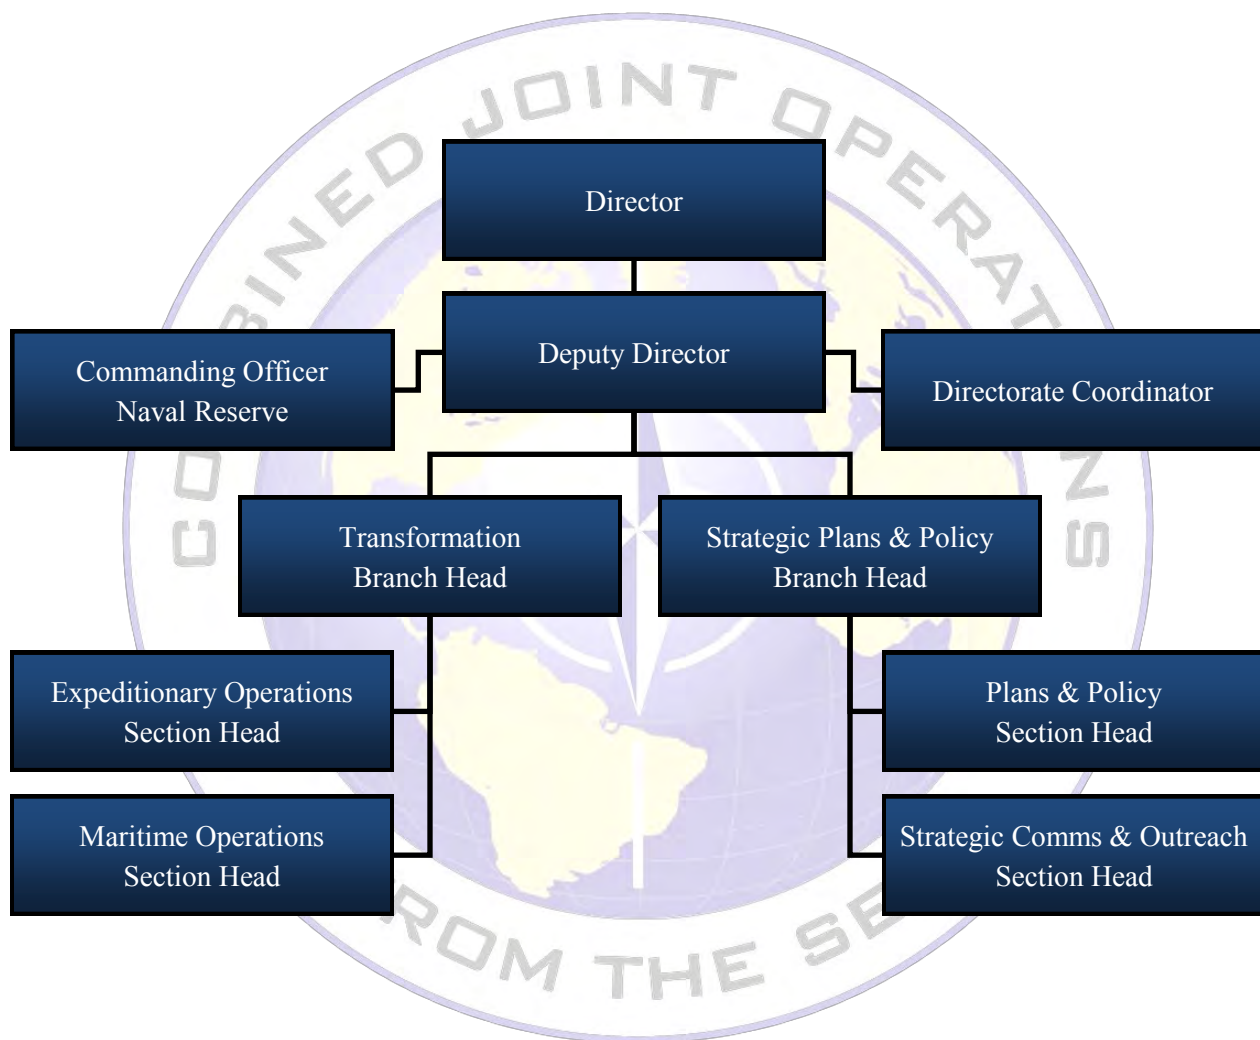 COMBINED JOINT OPERATIONS
Director
Deputy Director
Commanding Officer
Naval Reserve
Directorate Coordinator
Transformation
Branch Head
Strategic Plans & Policy
Branch Head
Expeditionary Operations
Section Head
Plans & Policy
Section Head
Maritime Operations
Section Head
Strategic Comms & Outreach
Section Head
FROM THE SEA